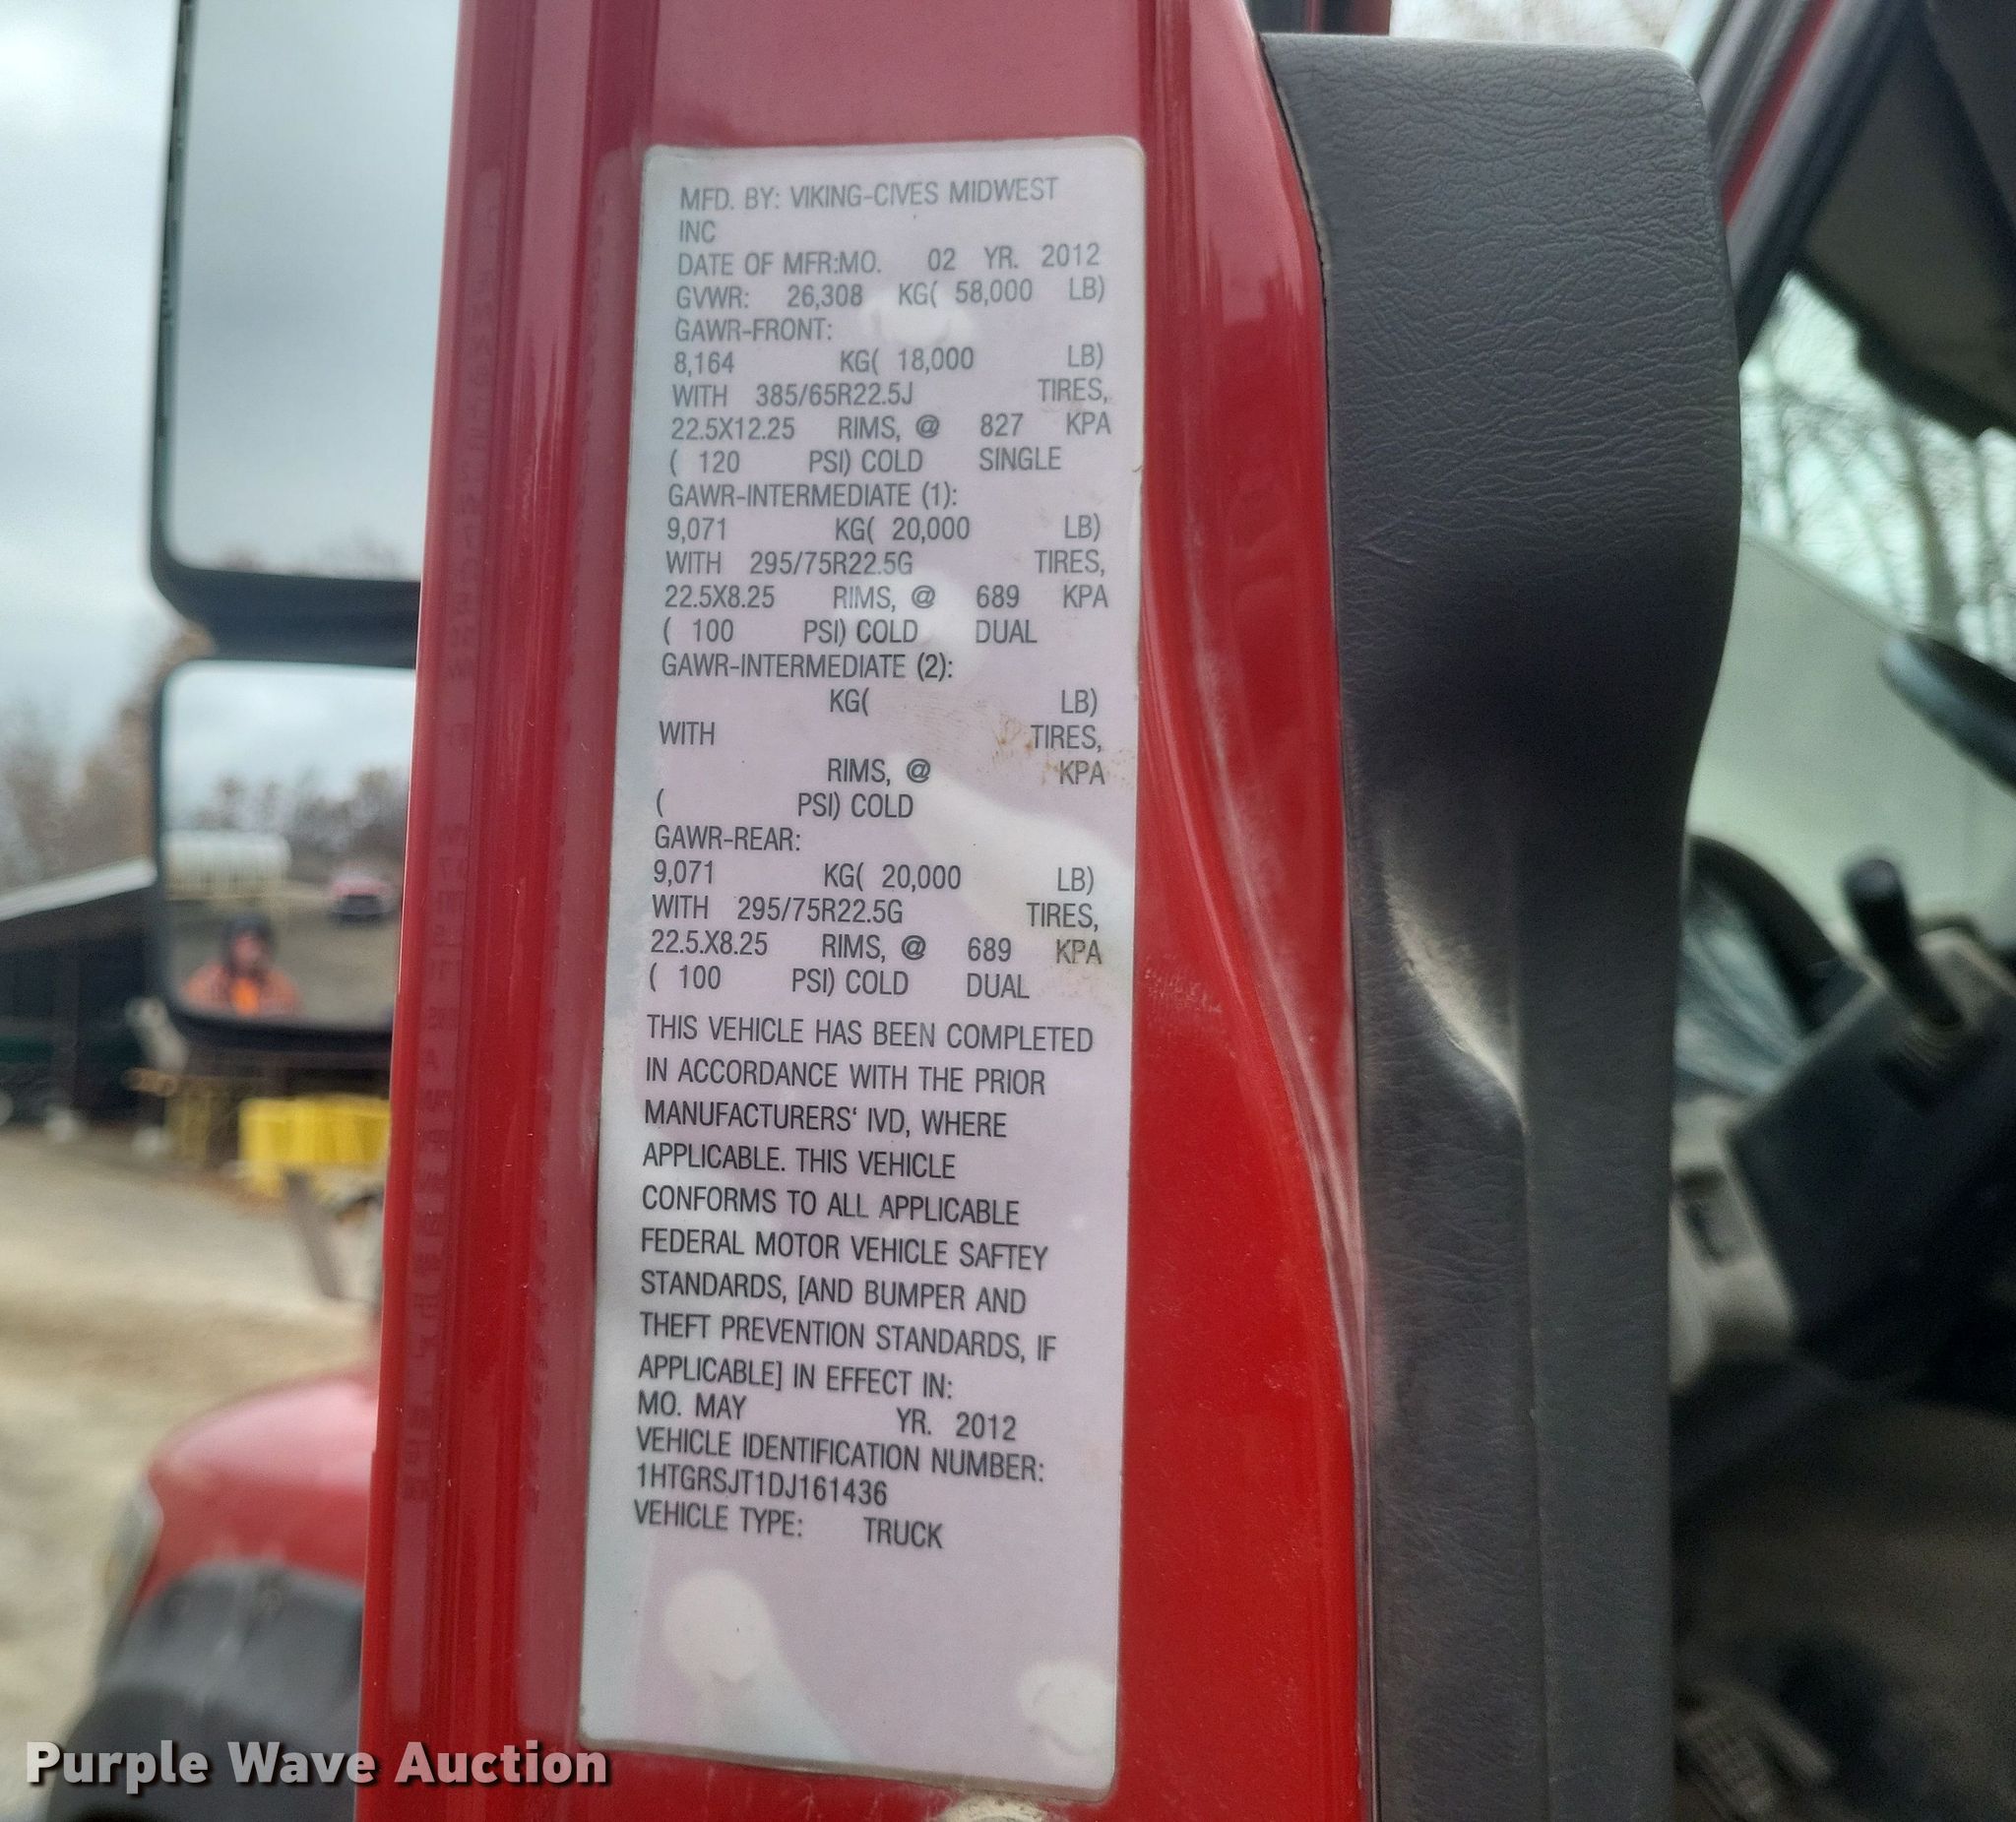 MFD. BY: VIKING-CIVES MIDWEST
INC
DATE OF MFR:MO. 02 YR. 2012
GVWR: 26,308 KG( 58,000 LB)
GAWR-FRONT:
8,164 KG( 18,000 LB)
WITH 385/65R22.5J TIRES,
22.5X12.25 RIMS, @ 827 KPA
( 120 PSI) COLD SINGLE
GAWR-INTERMEDIATE (1):
9,071 KG( 20,000 LB)
WITH 295/75R22.5G TIRES,
22.5X8.25 RIMS, @ 689 KPA
( 100 PSI) COLD DUAL
GAWR-INTERMEDIATE (2):
KG( LB)
WITH TIRES,
RIMS, @ KPA
( PSI) COLD
GAWR-REAR:
9,071 KG( 20,000 LB)
WITH 295/75R22.5G TIRES,
22.5.X8.25 RIMS, @ 689 KPA
( 100 PSI) COLD DUAL
THIS VEHICLE HAS BEEN COMPLETED
IN ACCORDANCE WITH THE PRIOR
MANUFACTURERS' IVD, WHERE
APPLICABLE. THIS VEHICLE
CONFORMS TO ALL APPLICABLE
FEDERAL MOTOR VEHICLE SAFTEY
STANDARDS, [AND BUMPER AND
THEFT PREVENTION STANDARDS, IF
APPLICABLE] IN EFFECT IN:
MO. MAY YR. 2012
VEHICLE IDENTIFICATION NUMBER:
1HTGRSJT1DJ161436
VEHICLE TYPE: TRUCK
Purple Wave Auction